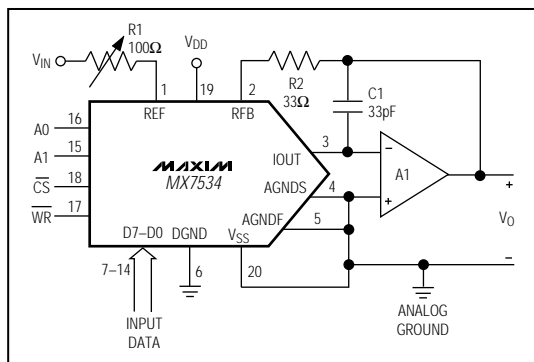 R1
100Ω
VIN
VDD
R2
33Ω
C1
33pF
1
19
2
REF
RFB
A0
16
A1
15
CS
18
WR
17
MAXIM
MX7534
IOUT
3
AGNDS
4
AGNDF
5
D7–D0
DGND
VSS
7–14
6
20
INPUT
DATA
–
+
A1
+
VO
–
ANALOG
GROUND